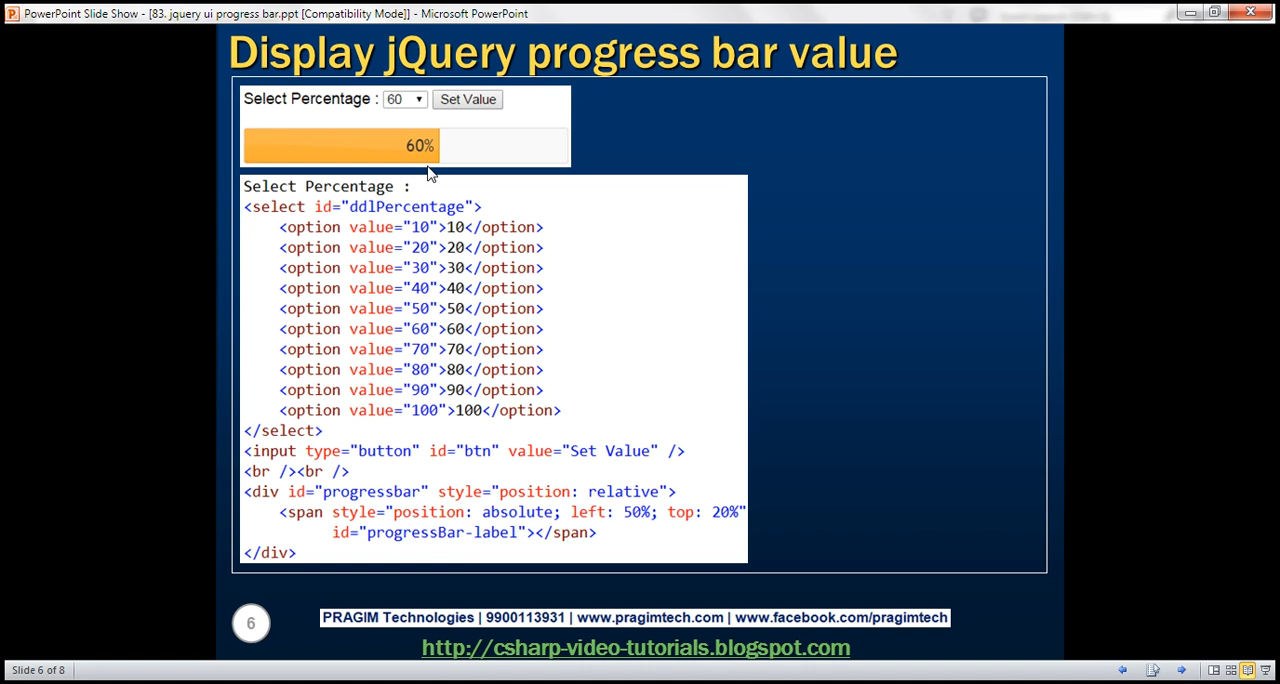 PowerPoint Slide Show - [83. jquery ui progress bar.ppt [Compatibility Mode]] - Microsoft PowerPoint
Display jQuery progress bar value
Select Percentage : 60 Set Value
60%
Select Percentage :
<select id="ddlPercentage">
    <option value="10">10</option>
    <option value="20">20</option>
    <option value="30">30</option>
    <option value="40">40</option>
    <option value="50">50</option>
    <option value="60">60</option>
    <option value="70">70</option>
    <option value="80">80</option>
    <option value="90">90</option>
    <option value="100">100</option>
</select>
<input type="button" id="btn" value="Set Value" />
<br /><br />
<div id="progressbar" style="position: relative">
    <span style="position: absolute; left: 50%; top: 20%"
          id="progressBar-label"></span>
</div>
6
PRAGIM Technologies | 9900113931 | www.pragimtech.com | www.facebook.com/pragimtech
http://csharp-video-tutorials.blogspot.com
Slide 6 of 8